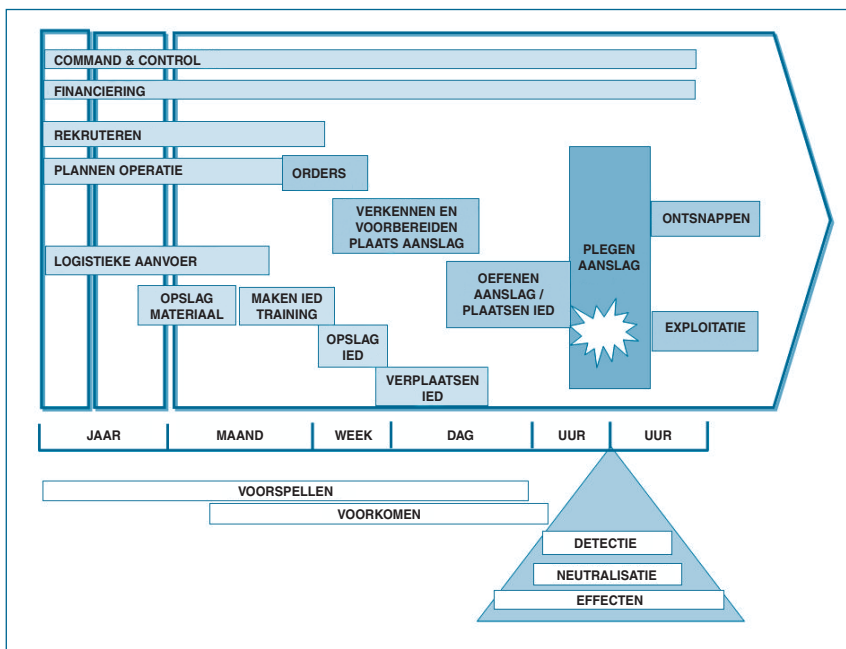 COMMAND & CONTROL
FINANCIERING
REKRUTEREN
PLANNEN OPERATIE
ORDERS
VERKENNEN EN
VOORBEREIDEN
PLAATS AANSLAG
LOGISTIEKE AANVOER
OPSLAG
MATERIAAL
MAKEN IED
TRAINING
OPSLAG
IED
VERPLAATSEN
IED
OEFENEN
AANSLAG /
PLAATSEN IED
PLEGEN
AANSLAG
ONTSNAPPEN
EXPLOITATIE
JAAR
MAAND
WEEK
DAG
UUR
UUR
VOORSPELLEN
VOORKOMEN
DETECTIE
NEUTRALISATIE
EFFECTEN